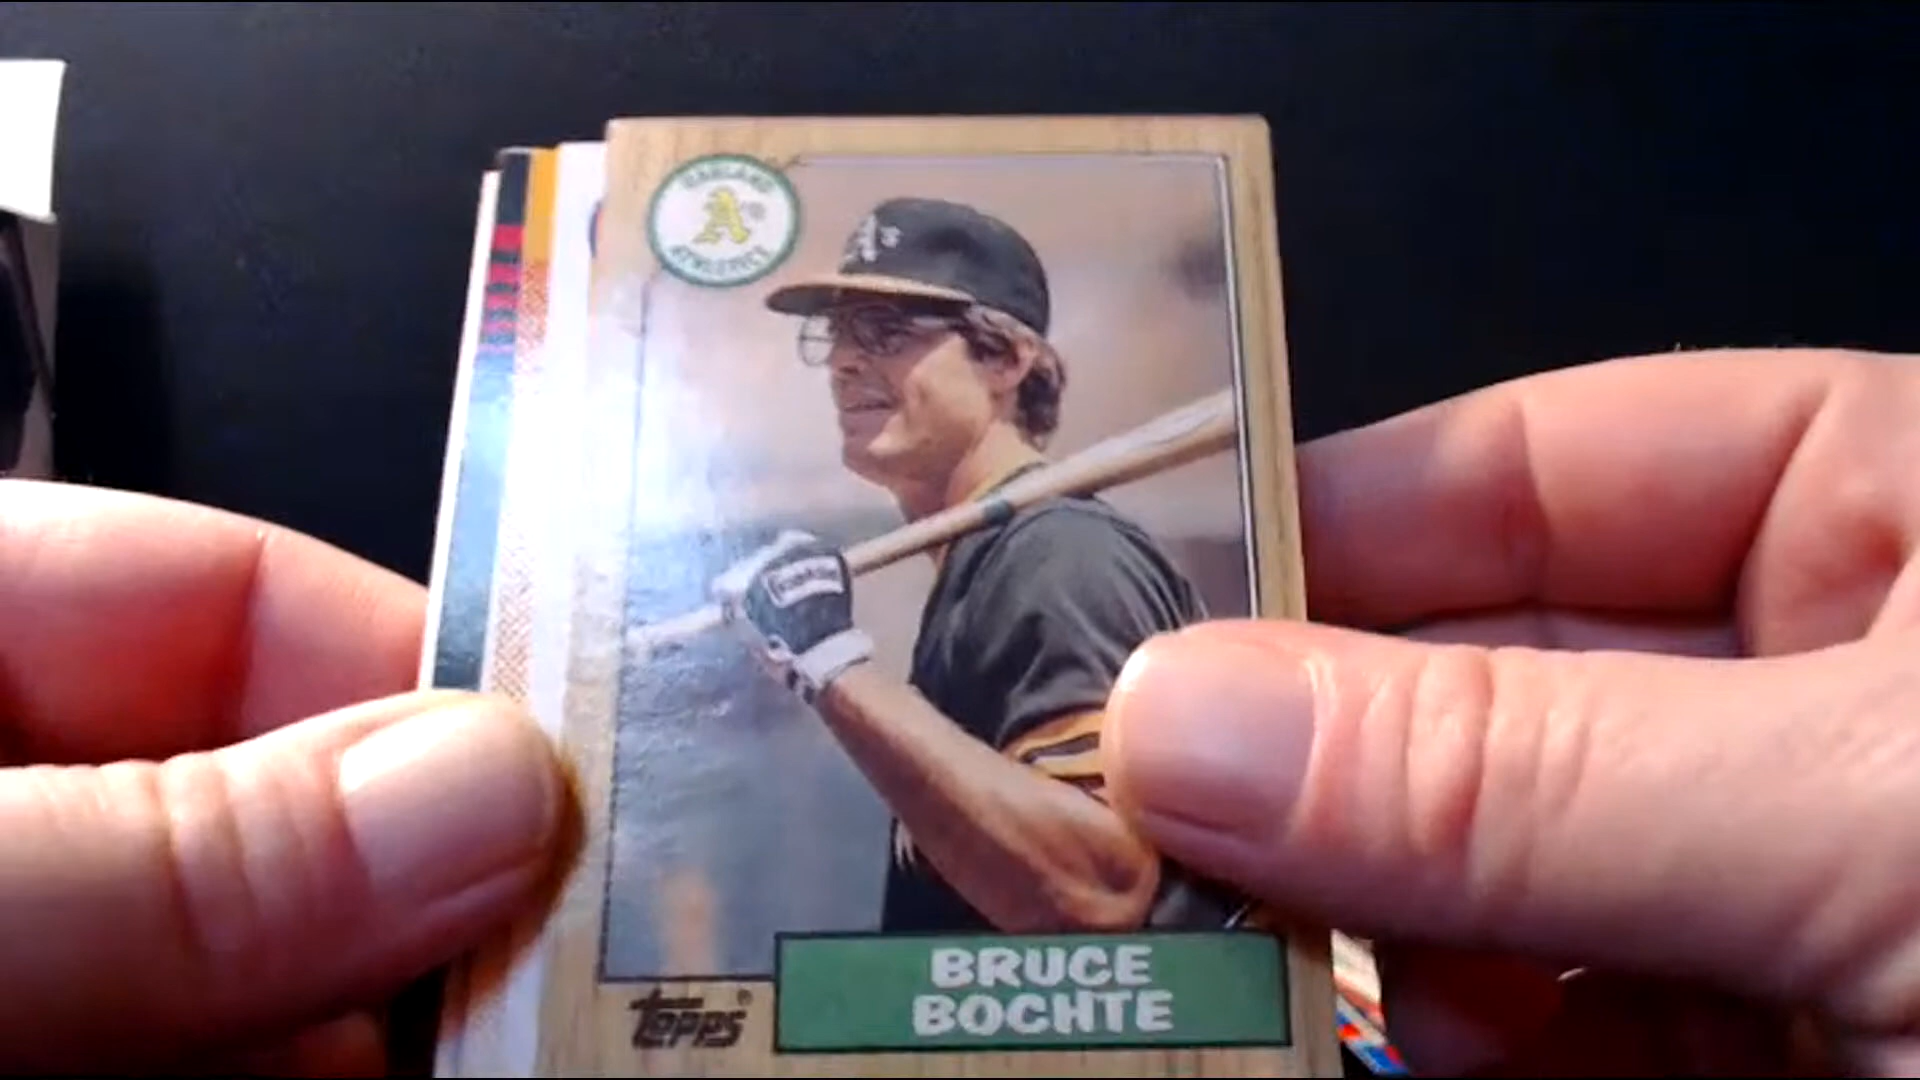 OAKLAND
A's
ATHLETICS
A's
Franklin
BRUCE
BOCHTE
Topps®